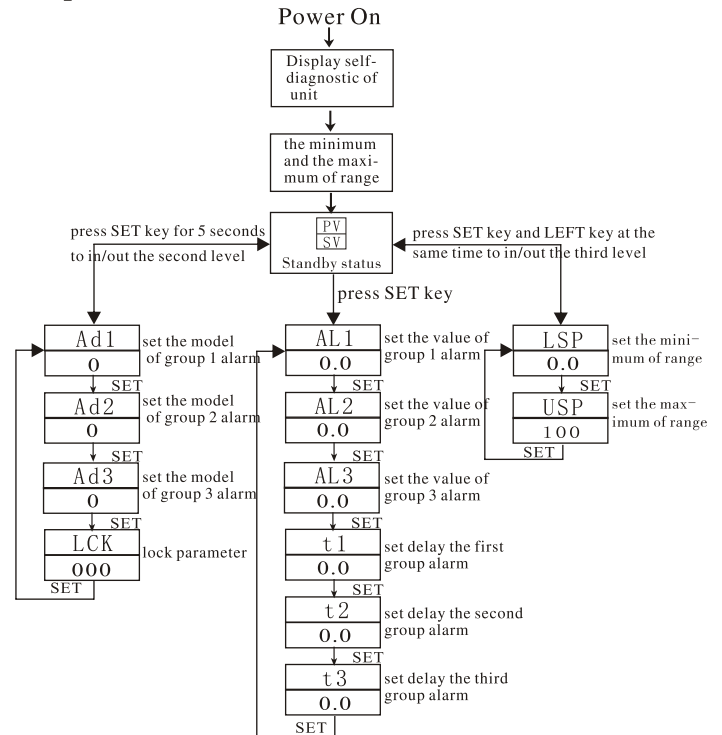 Power On
Display self-
diagnostic of
unit
the minimum
and the maxi-
mum of range
PV
SV
Standby status
press SET key for 5 seconds
to in/out the second level
press SET key and LEFT key at the
same time to in/out the third level
press SET key
Ad1
0
set the model
of group 1 alarm
SET
Ad2
0
set the model
of group 2 alarm
SET
Ad3
0
set the model
of group 3 alarm
SET
LCK
000
lock parameter
SET
AL1
0.0
set the value of
group 1 alarm
SET
AL2
0.0
set the value of
group 2 alarm
SET
AL3
0.0
set the value of
group 3 alarm
SET
t1
0.0
set delay the first
group alarm
SET
t2
0.0
set delay the second
group alarm
SET
t3
0.0
set delay the third
group alarm
SET
LSP
0.0
set the mini-
mum of range
SET
USP
100
set the max-
imum of range
SET